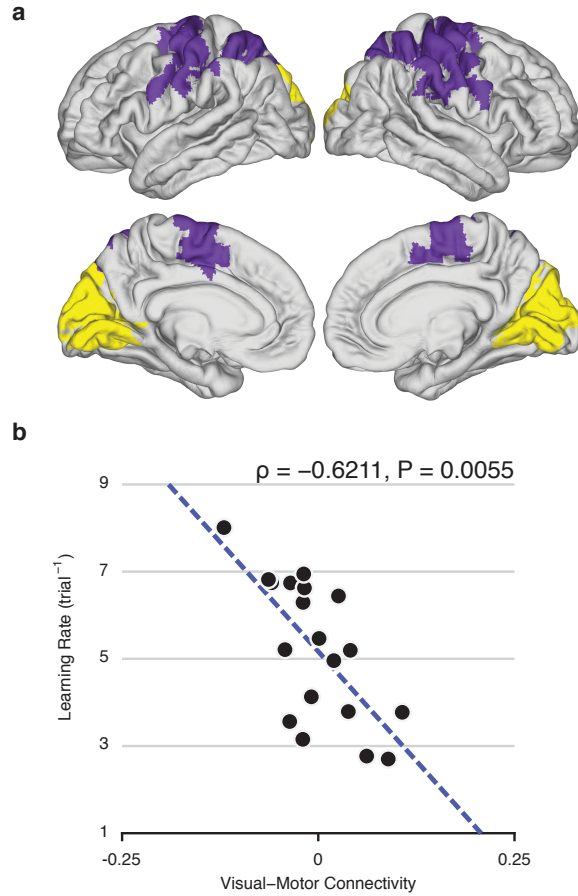 a
b
ρ = −0.6211, P = 0.0055
9
7
5
3
1
Learning Rate (trial⁻¹)
-0.25
0
0.25
Visual–Motor Connectivity